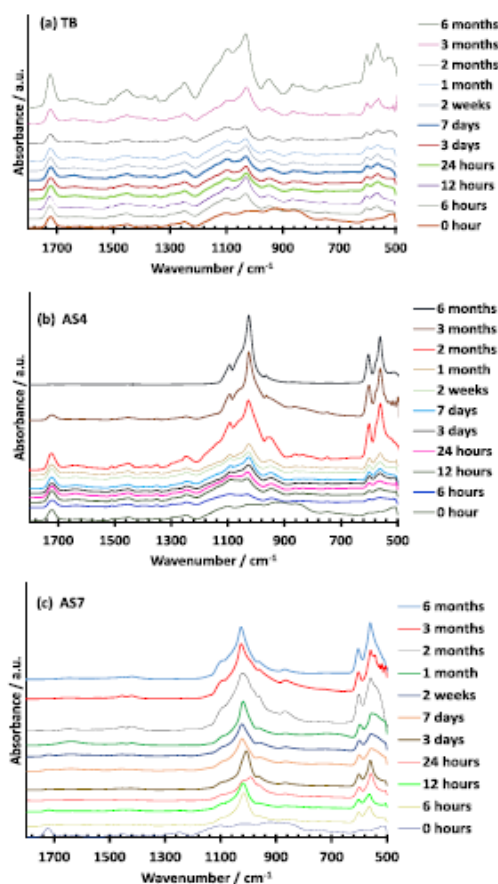 (a) TB
Absorbance / a.u.
6 months
3 months
2 months
1 month
2 weeks
7 days
3 days
24 hours
12 hours
6 hours
0 hour
1700 1500 1300 1100 900 700 500
Wavenumber / cm⁻¹
(b) AS4
Absorbance / a.u.
6 months
3 months
2 months
1 month
2 weeks
7 days
3 days
24 hours
12 hours
6 hours
0 hour
1700 1500 1300 1100 900 700 500
Wavenumber / cm⁻¹
(c) AS7
Absorbance / a.u.
6 months
3 months
2 months
1 month
2 weeks
7 days
3 days
24 hours
12 hours
6 hours
0 hours
1700 1500 1300 1100 900 700 500
Wavenumber / cm⁻¹